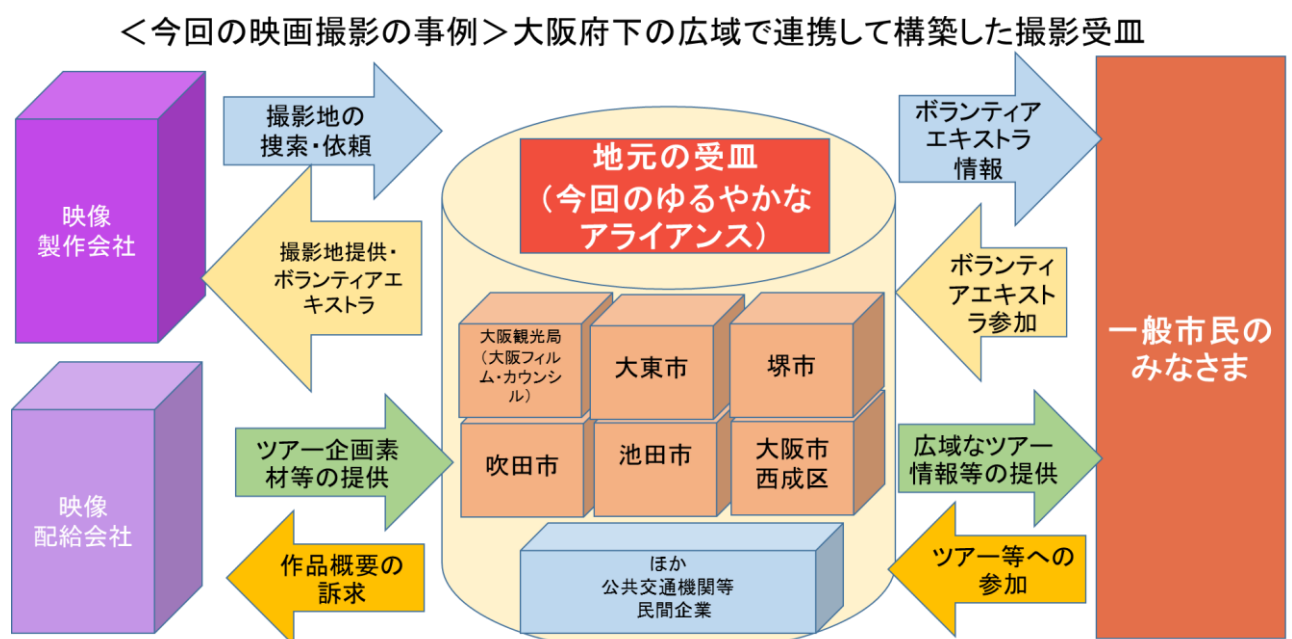 ＜今回の映画撮影の事例＞大阪府下の広域で連携して構築した撮影受皿
映像
製作会社
撮影地の
捜索・依頼
撮影地提供・
ボランティアエ
キストラ
地元の受皿
（今回のゆるやかな
アライアンス）
ボランティア
エキストラ
情報
ボランティ
アエキスト
ラ参加
一般市民の
みなさま
大阪観光局
（大阪フィル
ム・カウンシ
ル）
大東市
堺市
吹田市
池田市
大阪市
西成区
映像
配給会社
ツアー企画素
材等の提供
作品概要の
訴求
広域なツアー
情報等の提供
ツアー等への
参加
ほか
公共交通機関等
民間企業